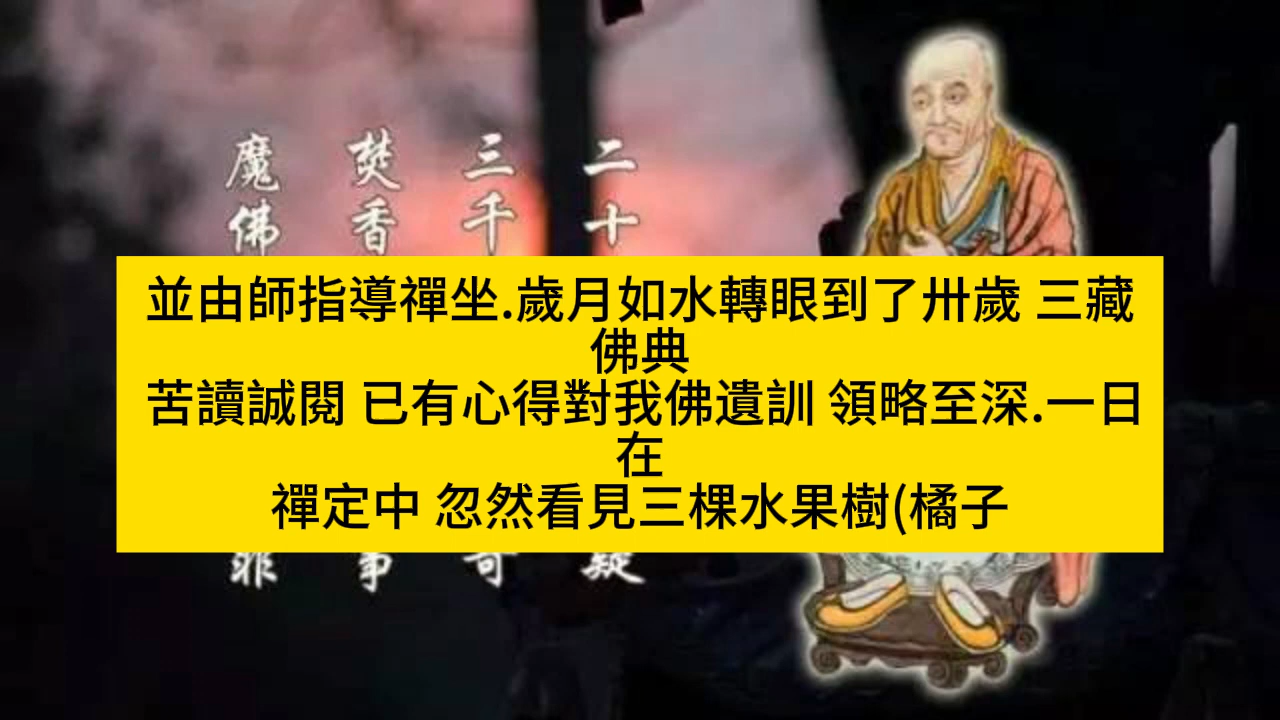 二十
三千
焚香
魔佛
並由師指導禪坐.歲月如水轉眼到了卅歲 三藏
佛典
苦讀誠閱 已有心得對我佛遺訓 領略至深.一日
在
禪定中 忽然看見三棵水果樹(橘子
疑
奇
事